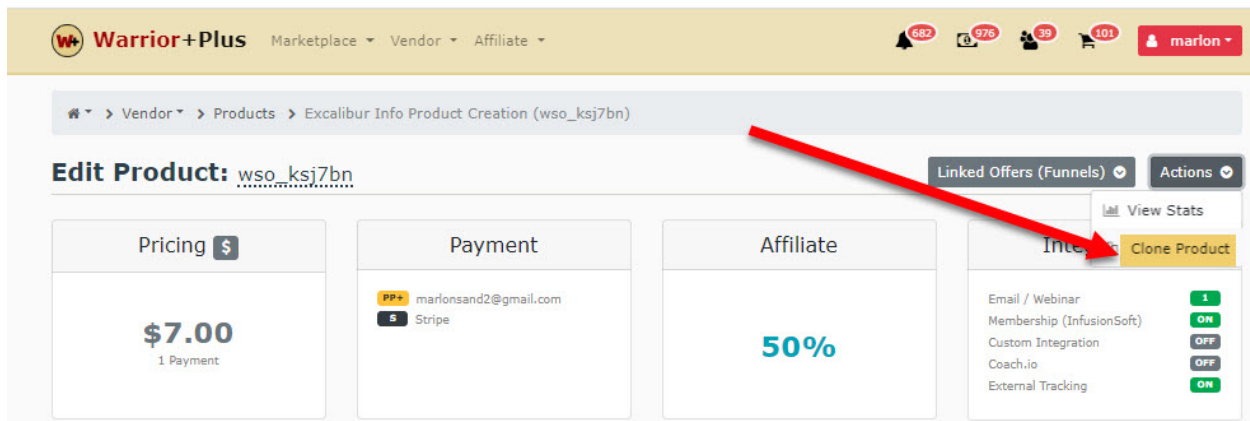 W+ Warrior+Plus Marketplace Vendor Affiliate 682 976 39 101 marlon
> Vendor > Products > Excalibur Info Product Creation (wso_ksj7bn)
Edit Product: wso_ksj7bn
Linked Offers (Funnels) Actions
View Stats
Clone Product
Pricing $
$7.00
1 Payment
Payment
PP+ marlonsand2@gmail.com
S Stripe
Affiliate
50%
Email / Webinar 1
Membership (InfusionSoft) ON
Custom Integration OFF
Coach.io OFF
External Tracking ON